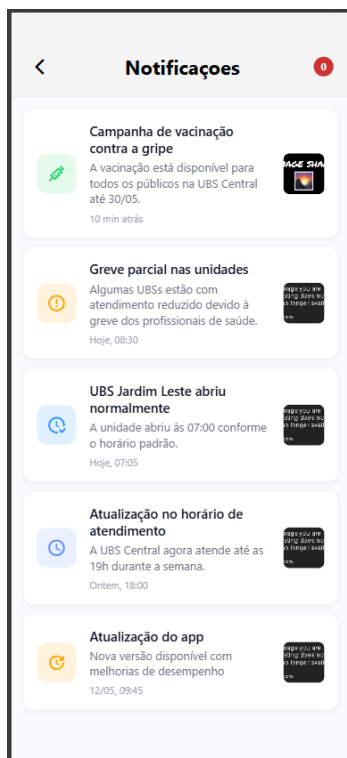 Notificaçoes
0
Campanha de vacinação
contra a gripe
A vacinação está disponível para
todos os públicos na UBS Central
até 30/05.
10 min atrás
Greve parcial nas unidades
Algumas UBSs estão com
atendimento reduzido devido à
greve dos profissionais de saúde.
Hoje, 08:30
UBS Jardim Leste abriu
normalmente
A unidade abriu às 07:00 conforme
o horário padrão.
Hoje, 07:05
Atualização no horário de
atendimento
A UBS Central agora atende até as
19h durante a semana.
Ontem, 18:00
Atualização do app
Nova versão disponível com
melhorias de desempenho
12/05, 09:45